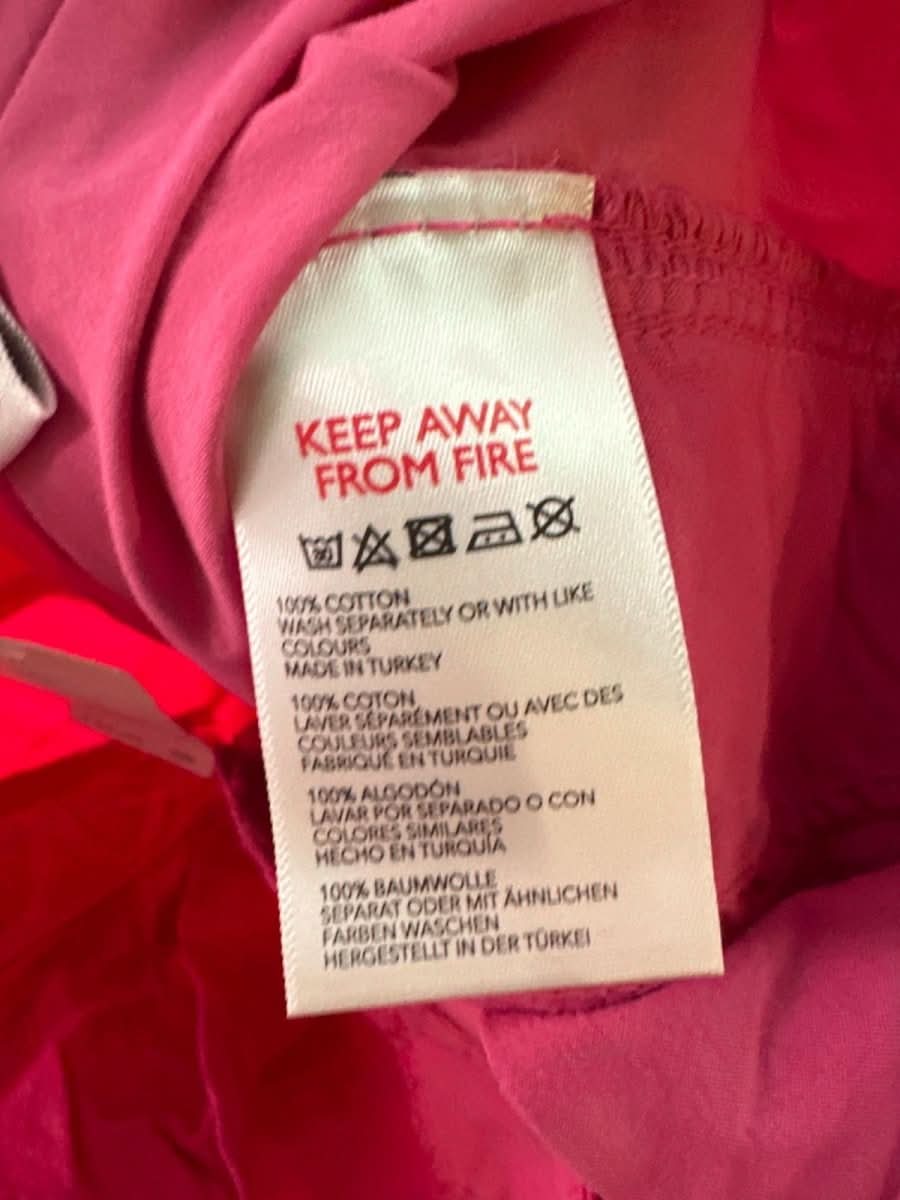 KEEP AWAY
FROM FIRE
30
100% COTTON
WASH SEPARATELY OR WITH LIKE
COLOURS
MADE IN TURKEY
100% COTON
LAVER SÉPARÉMENT OU AVEC DES
COULEURS SEMBLABLES
FABRIQUÉ EN TURQUIE
100% ALGODÓN
LAVAR POR SEPARADO O CON
COLORES SIMILARES
HECHO EN TURQUÍA
100% BAUMWOLLE
SEPARAT ODER MIT ÄHNLICHEN
FARBEN WASCHEN
HERGESTELLT IN DER TÜRKEI